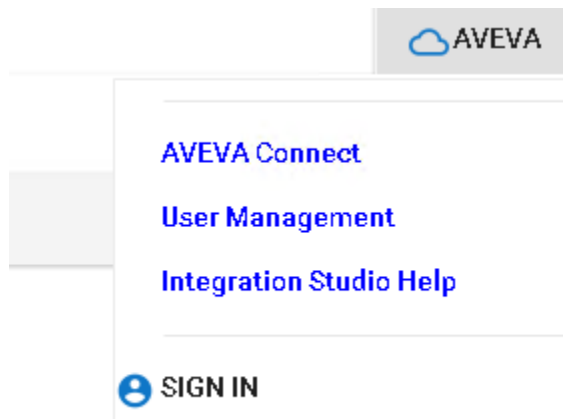 AVEVA
AVEVA Connect
User Management
Integration Studio Help
SIGN IN